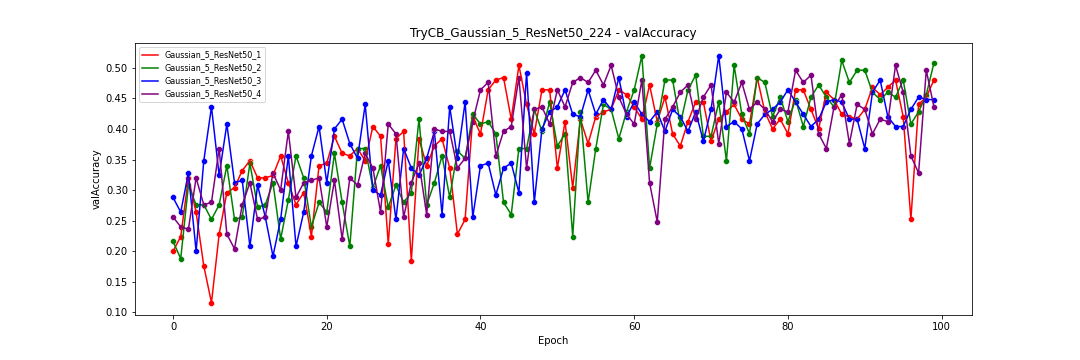 TryCB_Gaussian_5_ResNet50_224 - valAccuracy
Gaussian_5_ResNet50_1
Gaussian_5_ResNet50_2
Gaussian_5_ResNet50_3
Gaussian_5_ResNet50_4
valAccuracy
0.50
0.45
0.40
0.35
0.30
0.25
0.20
0.15
0.10
0 20 40 60 80 100
Epoch